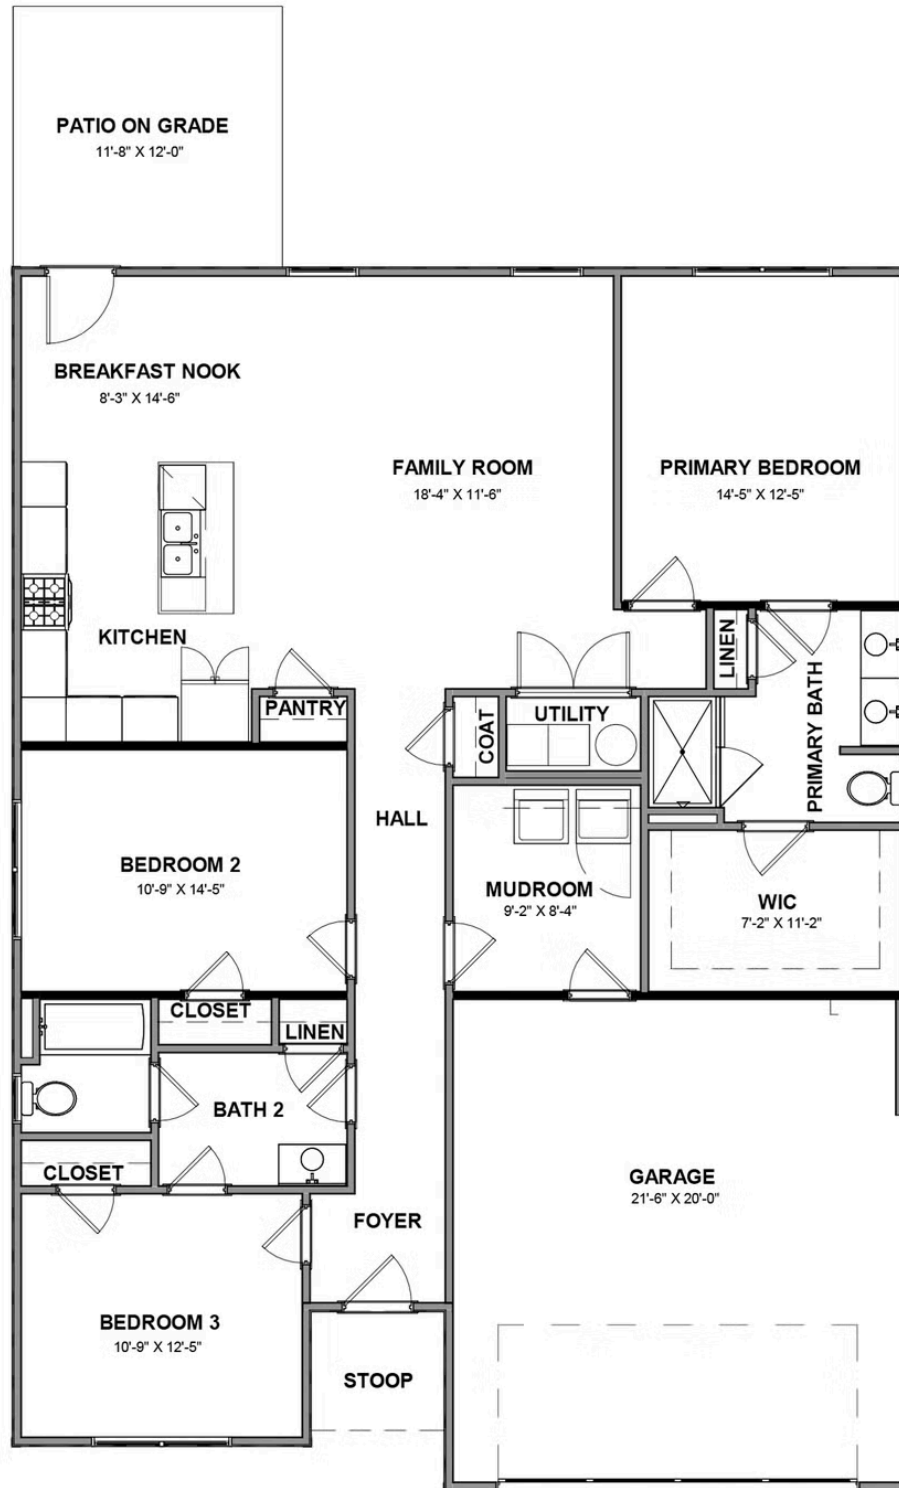 PATIO ON GRADE
11'-8" X 12'-0"
BREAKFAST NOOK
8'-3" X 14'-6"
FAMILY ROOM
18'-4" X 11'-6"
PRIMARY BEDROOM
14'-5" X 12'-5"
KITCHEN
LINEN
PANTRY
COAT
UTILITY
PRIMARY BATH
HALL
BEDROOM 2
10'-9" X 14'-5"
MUDROOM
9'-2" X 8'-4"
WIC
7'-2" X 11'-2"
CLOSET
LINEN
BATH 2
CLOSET
GARAGE
21'-6" X 20'-0"
FOYER
BEDROOM 3
10'-9" X 12'-5"
STOOP